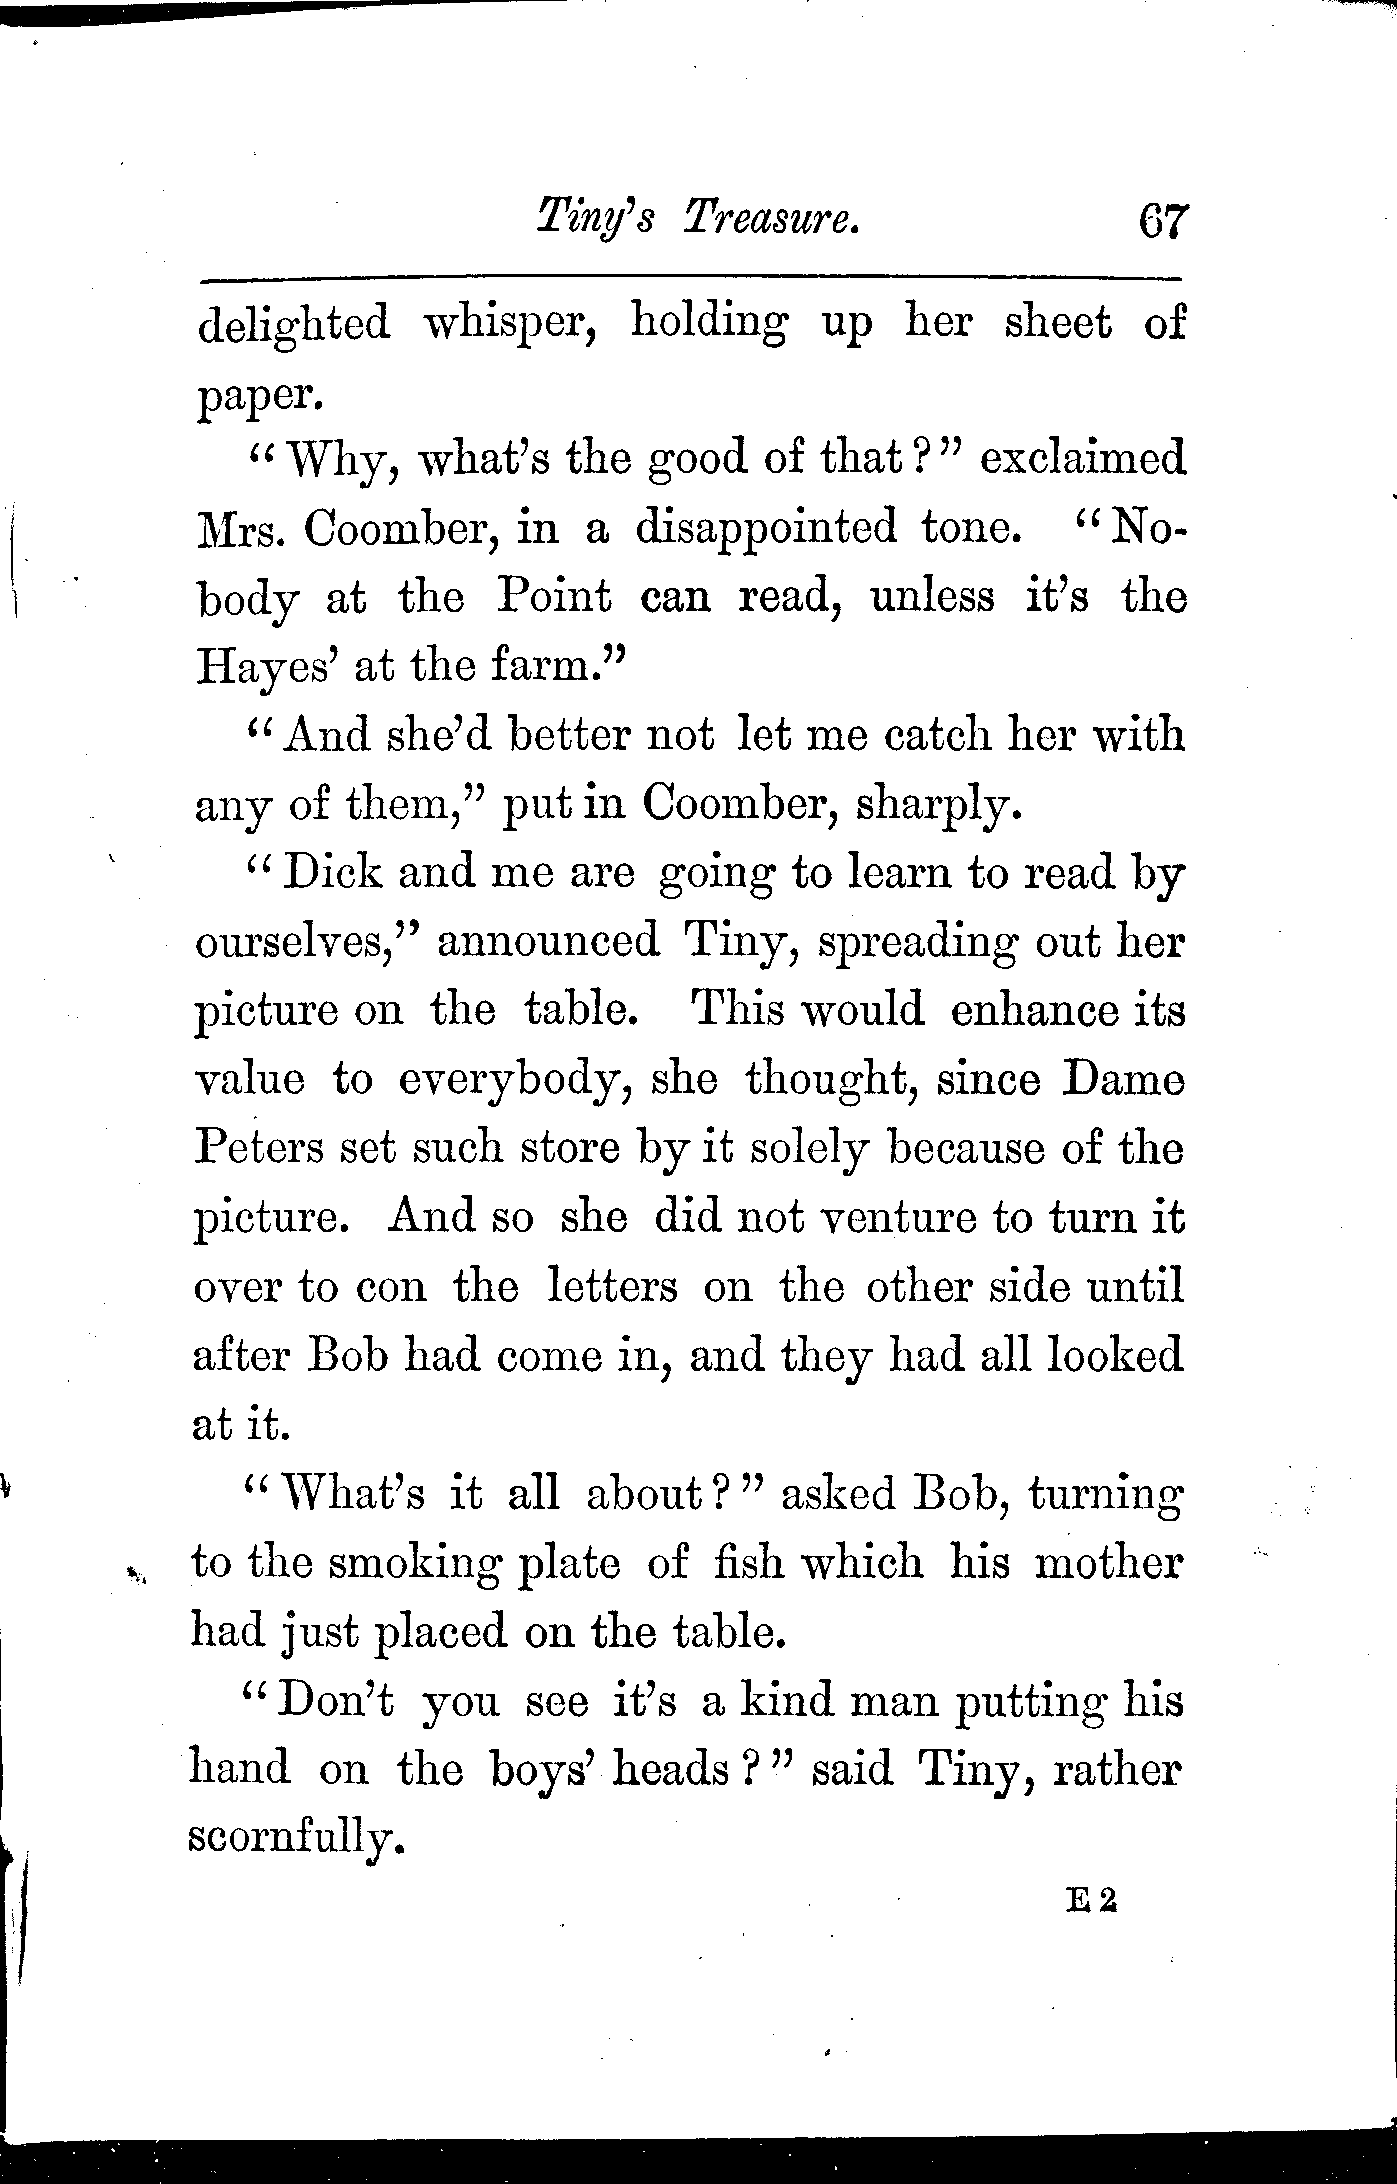 Tiny's Treasure. 67
delighted whisper, holding up her sheet of
paper.
"Why, what's the good of that?" exclaimed
Mrs. Coomber, in a disappointed tone. "No-
body at the Point can read, unless it's the
Hayes' at the farm."
"And she'd better not let me catch her with
any of them," put in Coomber, sharply.
"Dick and me are going to learn to read by
ourselves," announced Tiny, spreading out her
picture on the table. This would enhance its
value to everybody, she thought, since Dame
Peters set such store by it solely because of the
picture. And so she did not venture to turn it
over to con the letters on the other side until
after Bob had come in, and they had all looked
at it.
"What's it all about?" asked Bob, turning
to the smoking plate of fish which his mother
had just placed on the table.
"Don't you see it's a kind man putting his
hand on the boys' heads?" said Tiny, rather
scornfully.
E 2